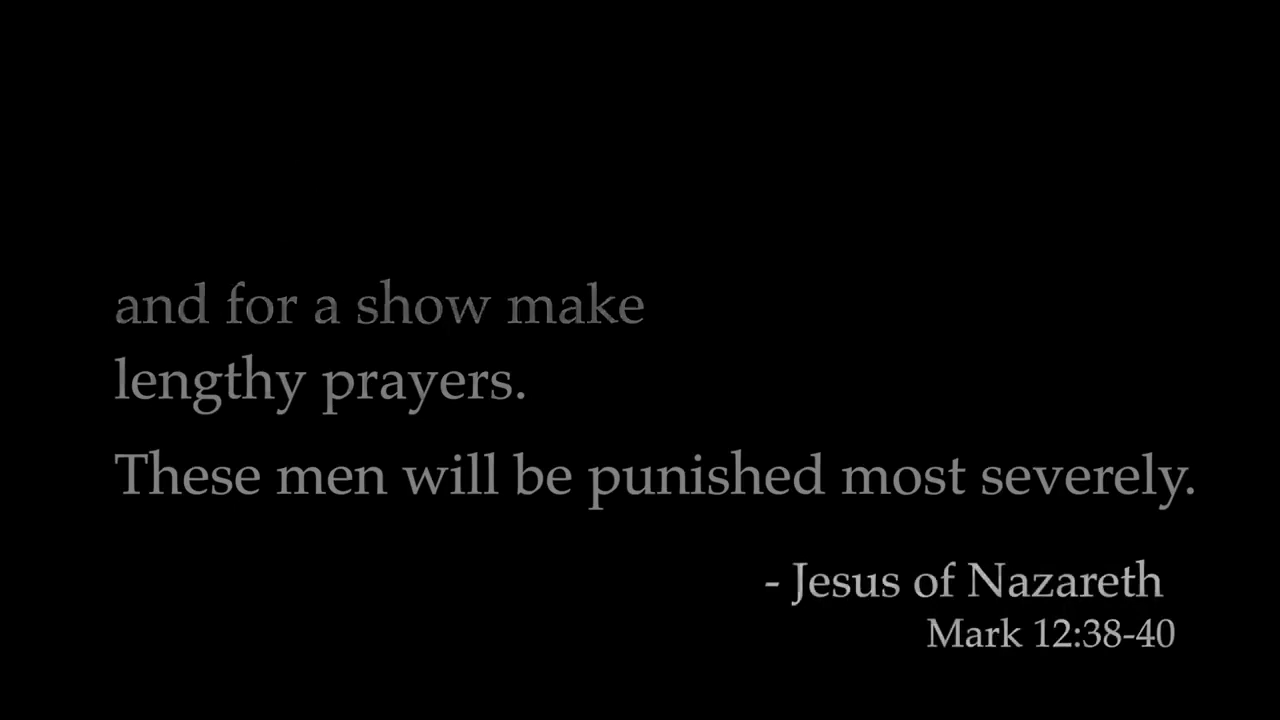 and for a show make
lengthy prayers.
These men will be punished most severely.
- Jesus of Nazareth
Mark 12:38-40